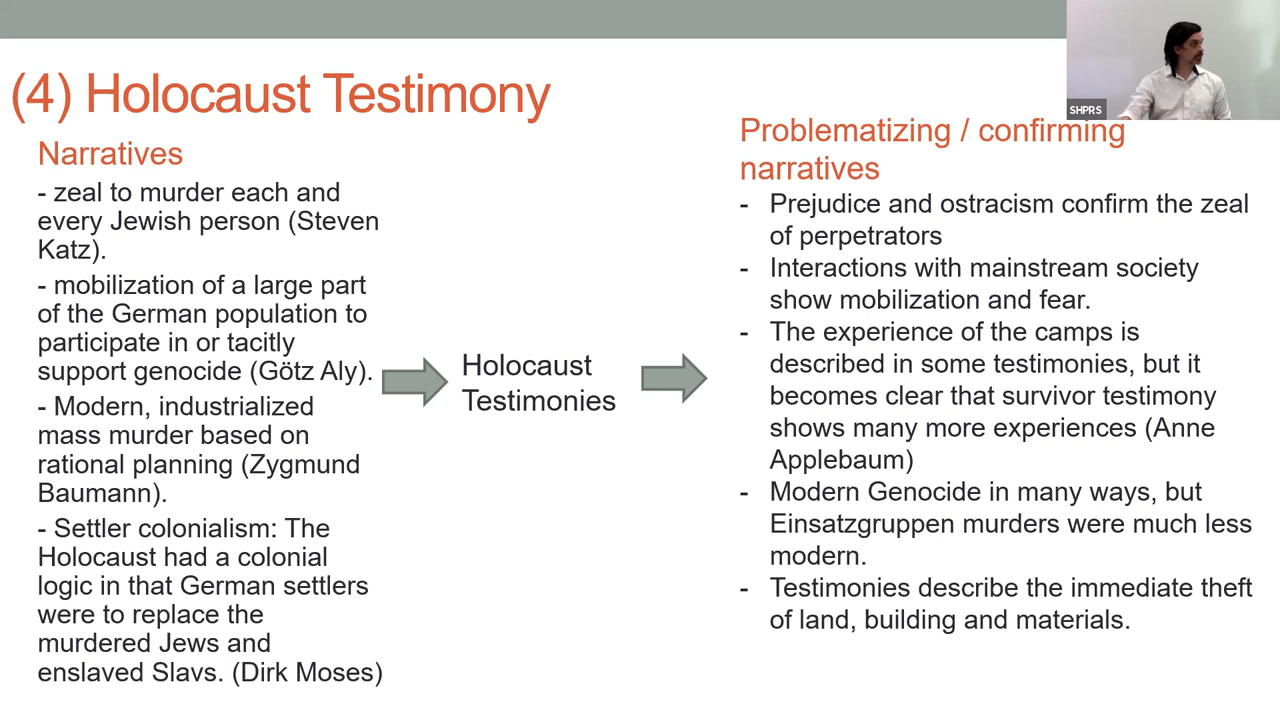 (4) Holocaust Testimony
Narratives
- zeal to murder each and
every Jewish person (Steven
Katz).
- mobilization of a large part
of the German population to
participate in or tacitly
support genocide (Götz Aly).
- Modern, industrialized
mass murder based on
rational planning (Zygmund
Baumann).
- Settler colonialism: The
Holocaust had a colonial
logic in that German settlers
were to replace the
murdered Jews and
enslaved Slavs. (Dirk Moses)
Holocaust
Testimonies
SHPRS
Problematizing / confirming
narratives
- Prejudice and ostracism confirm the zeal
of perpetrators
- Interactions with mainstream society
show mobilization and fear.
- The experience of the camps is
described in some testimonies, but it
becomes clear that survivor testimony
shows many more experiences (Anne
Applebaum)
- Modern Genocide in many ways, but
Einsatzgruppen murders were much less
modern.
- Testimonies describe the immediate theft
of land, building and materials.